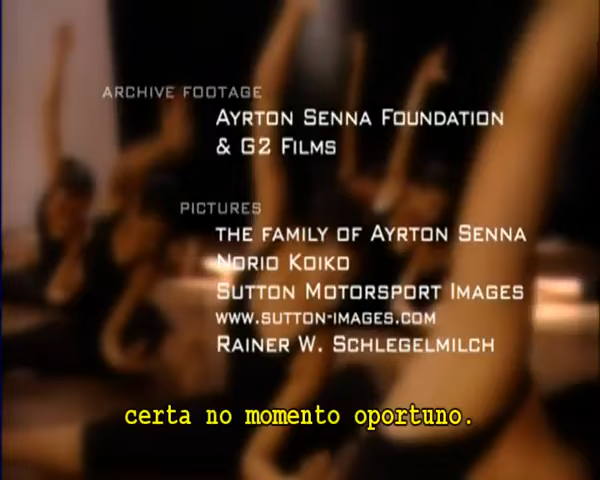 ARCHIVE FOOTAGE
AYRTON SENNA FOUNDATION
& G2 FILMS
PICTURES
THE FAMILY OF AYRTON SENNA
NORIO KOIKO
SUTTON MOTORSPORT IMAGES
WWW.SUTTON-IMAGES.COM
RAINER W. SCHLEGELMILCH
certa no momento oportuno.